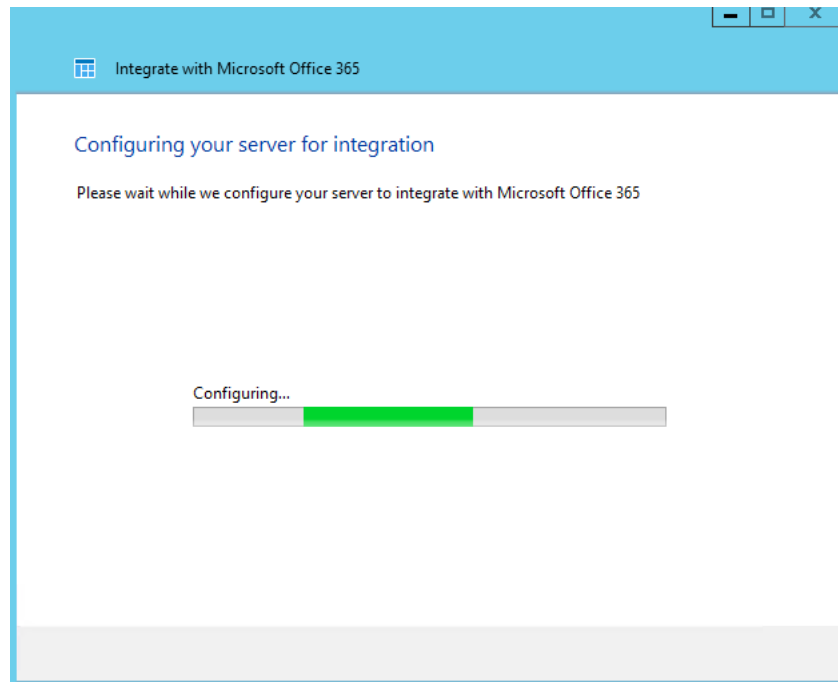 Integrate with Microsoft Office 365
Configuring your server for integration
Please wait while we configure your server to integrate with Microsoft Office 365
Configuring...